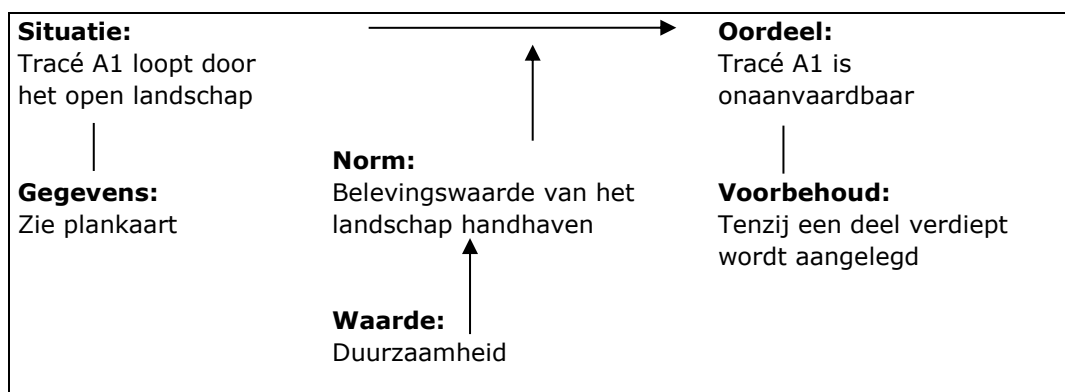 Situatie:
Tracé A1 loopt door
het open landschap
Oordeel:
Tracé A1 is
onaanvaardbaar
Gegevens:
Zie plankaart
Norm:
Belevingswaarde van het
landschap handhaven
Voorbehoud:
Tenzij een deel verdiept
wordt aangelegd
Waarde:
Duurzaamheid